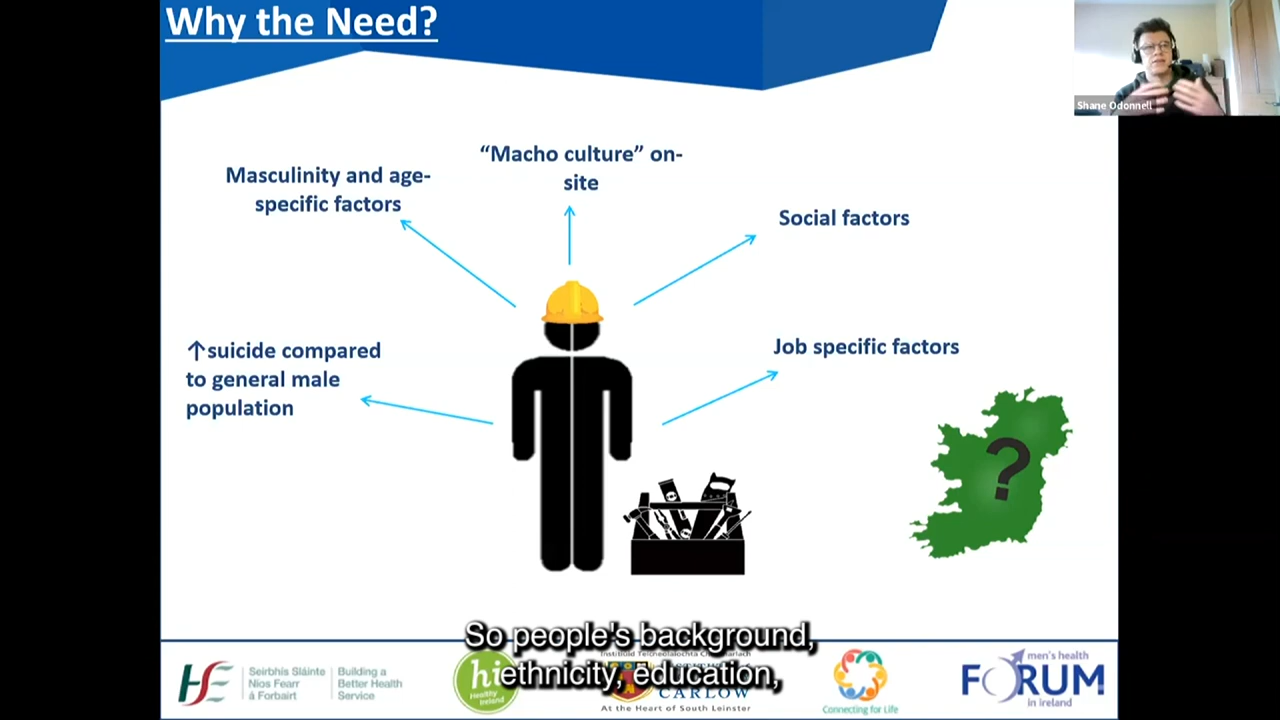 Why the Need?
Shane Odonnell
“Macho culture” on-
site
Masculinity and age-
specific factors
Social factors
↑suicide compared
to general male
population
Job specific factors
?
So people's background,
ethnicity, education,
Seirbhís Sláinte
Níos Fearr
á Forbairt
Building a
Better Health
Service
hi
Healthy
Ireland
CARLOW
At the Heart of South Leinster
Connecting for Life
men's health
FORUM
in Ireland